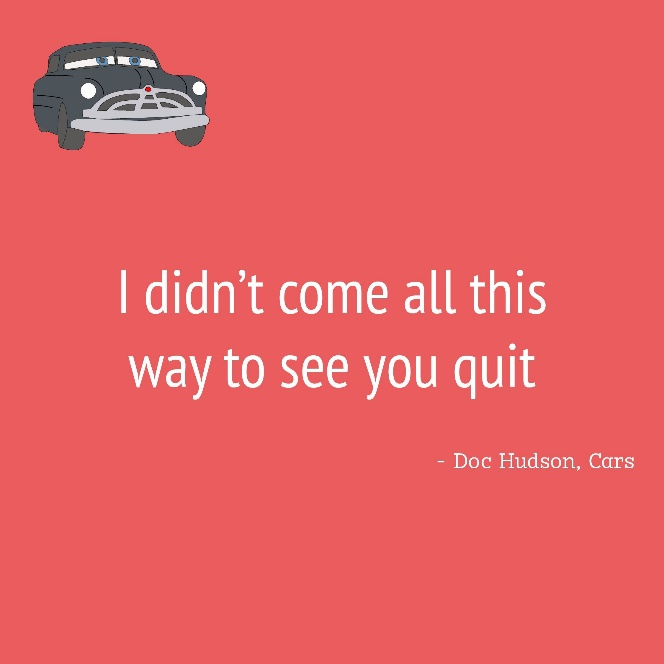 I didn’t come all this
way to see you quit
- Doc Hudson, Cars